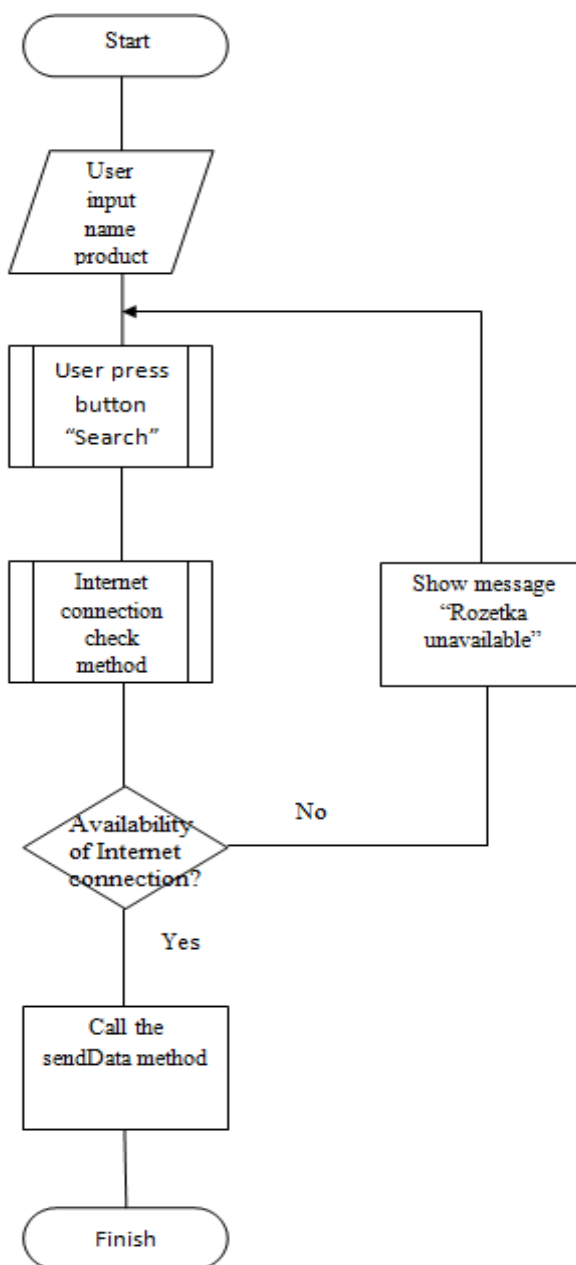 Start
User
input
name
product
User press
button
“Search”
Internet
connection
check
method
Show message
“Rozetka
unavailable”
Availability
of Internet
connection?
No
Yes
Call the
sendData method
Finish